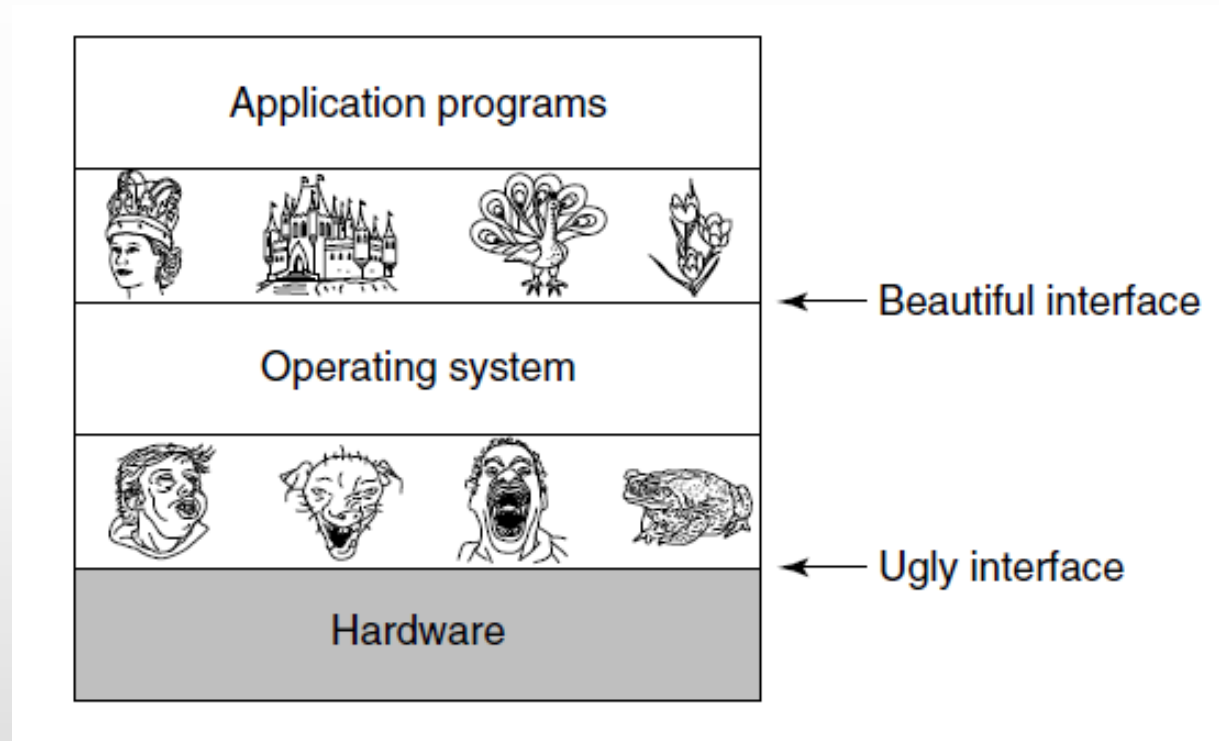 Application programs
Beautiful interface
Operating system
Ugly interface
Hardware